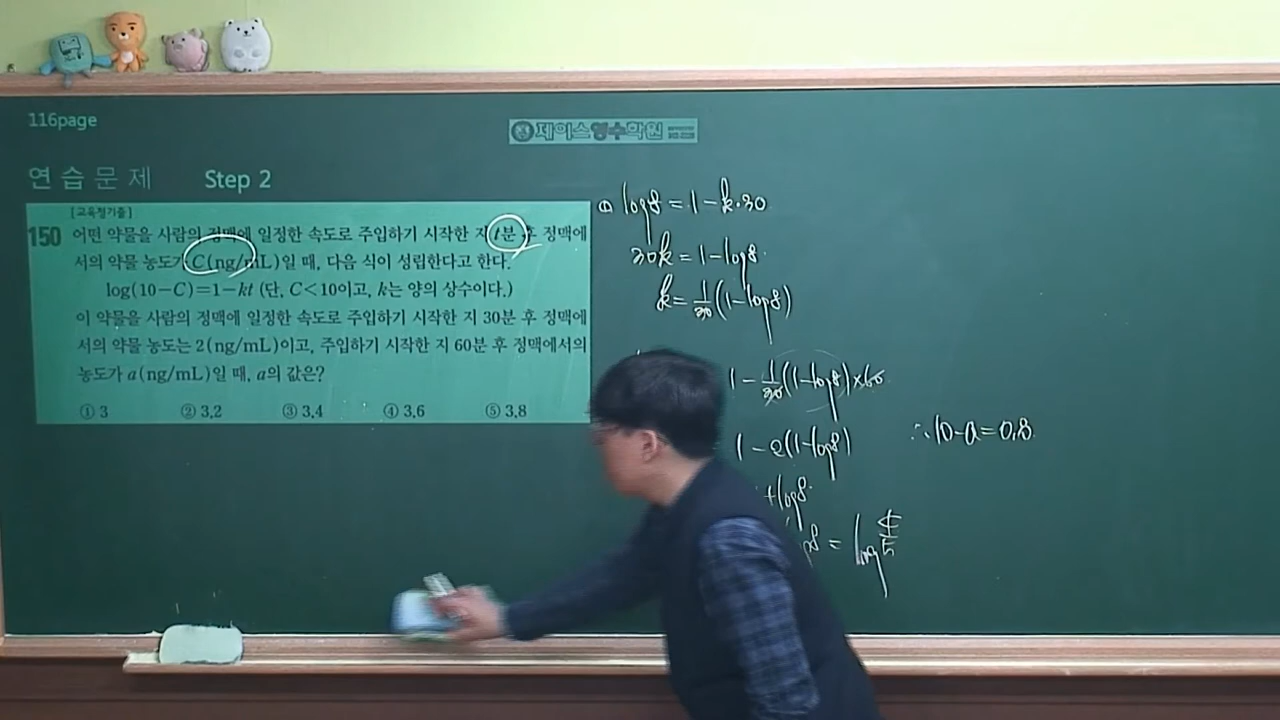 116page
제이스영수학원
연습문제 Step 2
[교육청기출]
150 어떤 약물을 사람의 정맥에 일정한 속도로 주입하기 시작한 지 t분 후 정맥에
서의 약물 농도가 C(ng/mL)일 때, 다음 식이 성립한다고 한다.
log(10-C)=1-kt (단, C<10이고, k는 양의 상수이다.)
이 약물을 사람의 정맥에 일정한 속도로 주입하기 시작한 지 30분 후 정맥에
서의 약물 농도는 2(ng/mL)이고, 주입하기 시작한 지 60분 후 정맥에서의
농도가 a(ng/mL)일 때, a의 값은?
① 3 ② 3.2 ③ 3.4 ④ 3.6 ⑤ 3.8
① log8 = 1-k·30
30k = 1-log8
k = 1/30(1-log8)
1 - 1/30(1-log8)×60
1 - 2(1-log8)
∴ 10-a=0.8
+log8
8 = log